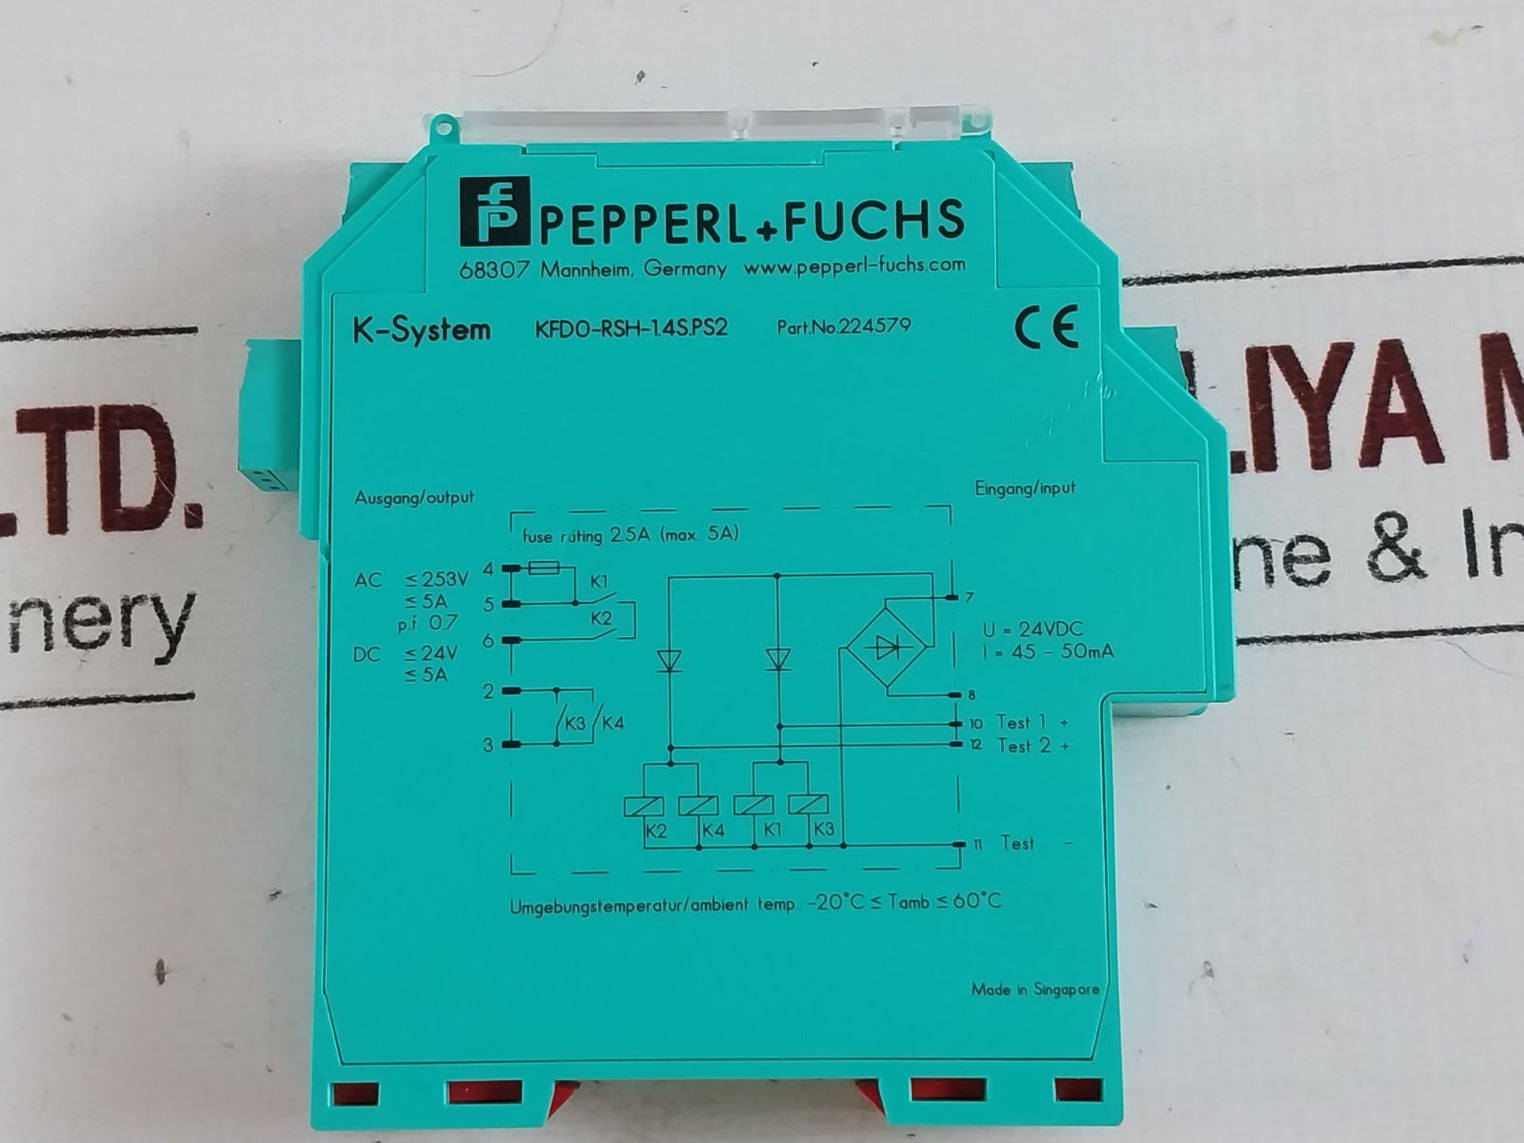 PEPPERL+FUCHS
68307 Mannheim, Germany www.pepperl-fuchs.com
K-System KFD0-RSH-1.4S.PS2 Part.No.224579 CE
Ausgang/output
Eingang/input
fuse rating 2.5A (max. 5A)
AC ≤253V
≤5A
p.f. 0.7
DC ≤24V
≤5A
4
5
6
2
3
K1
K2
K3 K4
7
U = 24VDC
I = 45 - 50mA
8
10 Test 1 +
12 Test 2 +
K2 K4 K1 K3
11 Test -
Umgebungstemperatur/ambient temp -20°C ≤ Tamb ≤ 60°C
Made in Singapore
LTD.
nery
LIYA M
ne & In